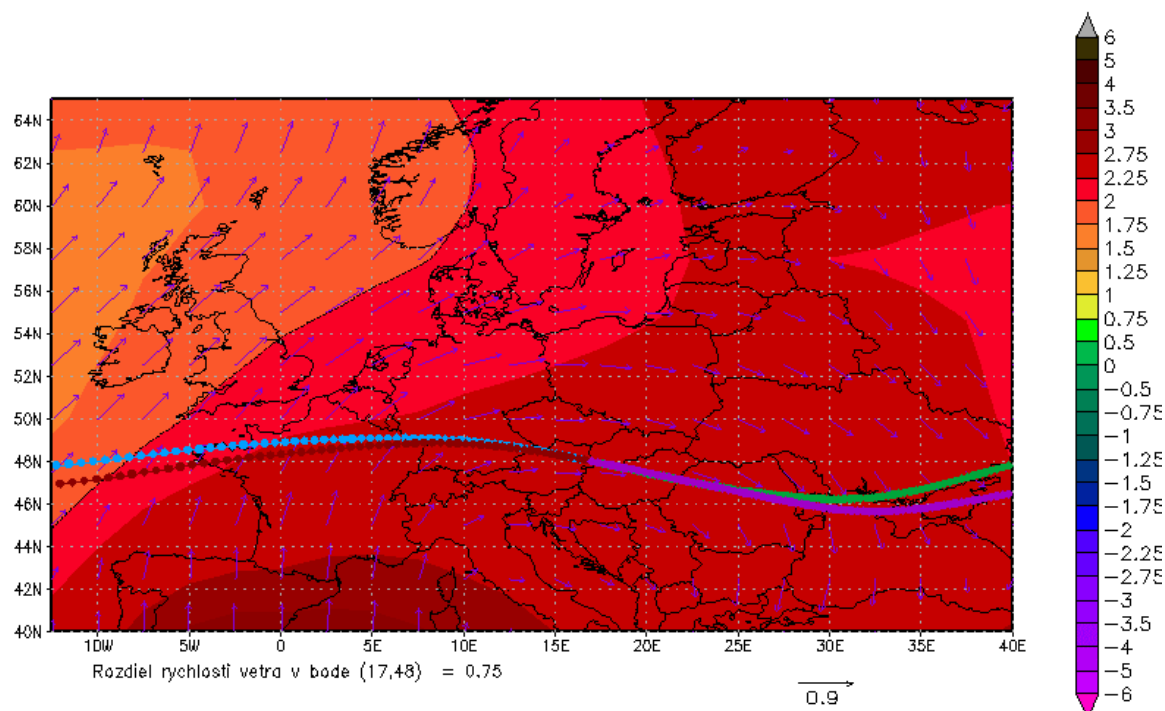 64N
62N
60N
58N
56N
54N
52N
50N
48N
46N
44N
42N
40N
10W 5W 0 5E 10E 15E 20E 25E 30E 35E 40E
Rozdiel rychlosti vetra v bode (17,48) = 0.75
0.9
6
5
4
3.5
3
2.75
2.25
2
1.75
1.5
1.25
1
0.75
0.5
0
−0.5
−0.75
−1
−1.25
−1.75
−2
−2.25
−2.75
−3
−3.5
−4
−5
−6